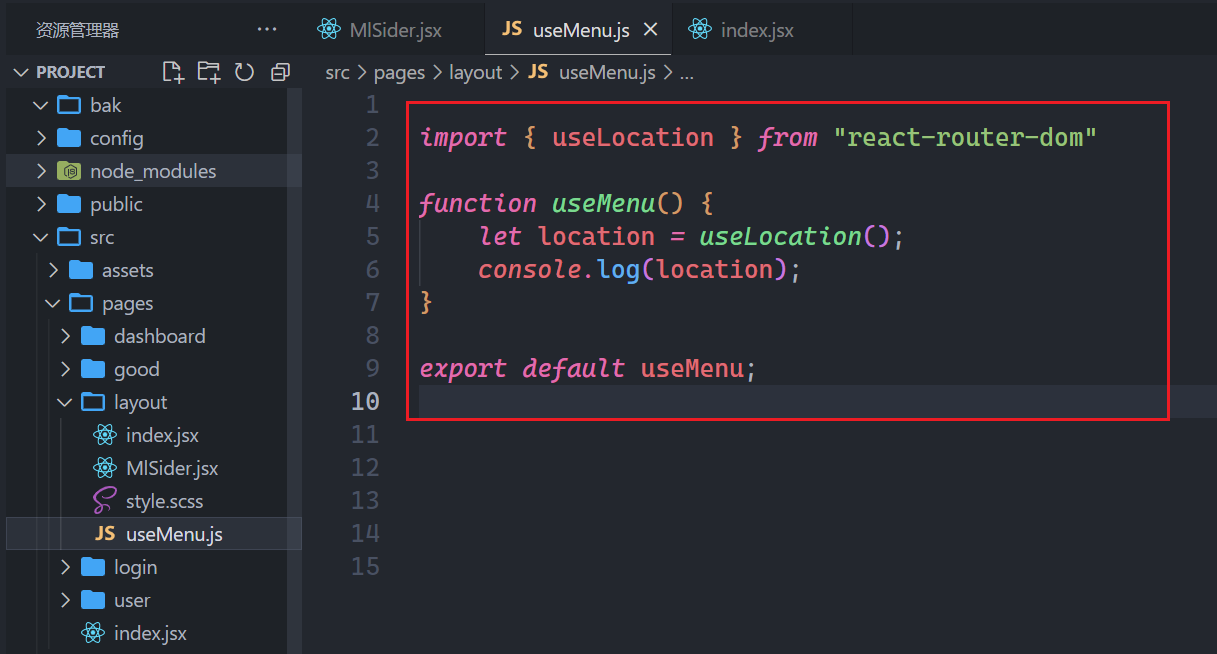 资源管理器 ···
MlSider.jsx
JS useMenu.js
index.jsx
PROJECT
src > pages > layout > JS useMenu.js > ...
bak
config
node_modules
public
src
assets
pages
dashboard
good
layout
index.jsx
MlSider.jsx
style.scss
JS useMenu.js
login
user
index.jsx
1
2 import { useLocation } from "react-router-dom"
3
4 function useMenu() {
5 let location = useLocation();
6 console.log(location);
7 }
8
9 export default useMenu;
10
11
12
13
14
15